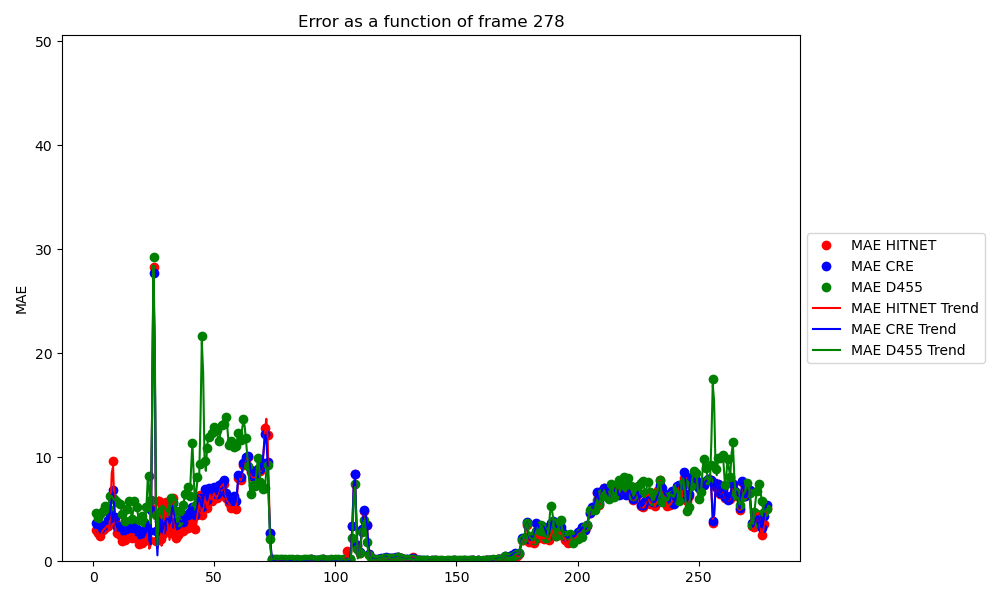 Error as a function of frame 278
50
40
30
20
10
0
MAE
0 50 100 150 200 250
MAE HITNET
MAE CRE
MAE D455
MAE HITNET Trend
MAE CRE Trend
MAE D455 Trend